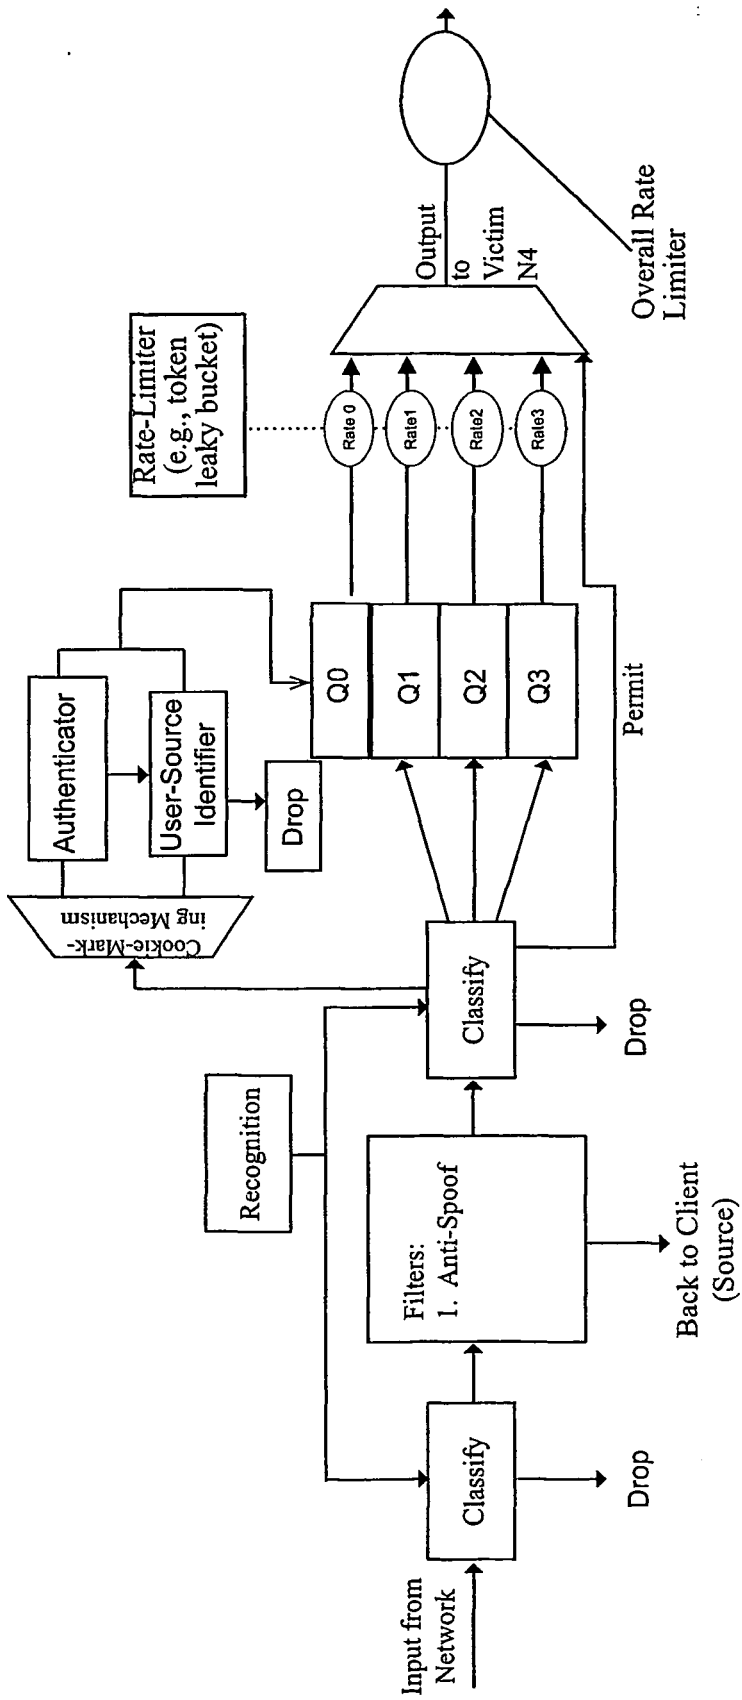 Input from
Network
Classify
Drop
Recognition
Filters:
1. Anti-Spoof
Back to Client
(Source)
Classify
Drop
Cookie-Mark-
ing Mechanism
Authenticator
User-Source
Identifier
Drop
Q0
Q1
Q2
Q3
Permit
Rate-Limiter
(e.g., token
leaky bucket)
Rate 0
Rate1
Rate2
Rate3
Output
to
Victim
N4
Overall Rate
Limiter